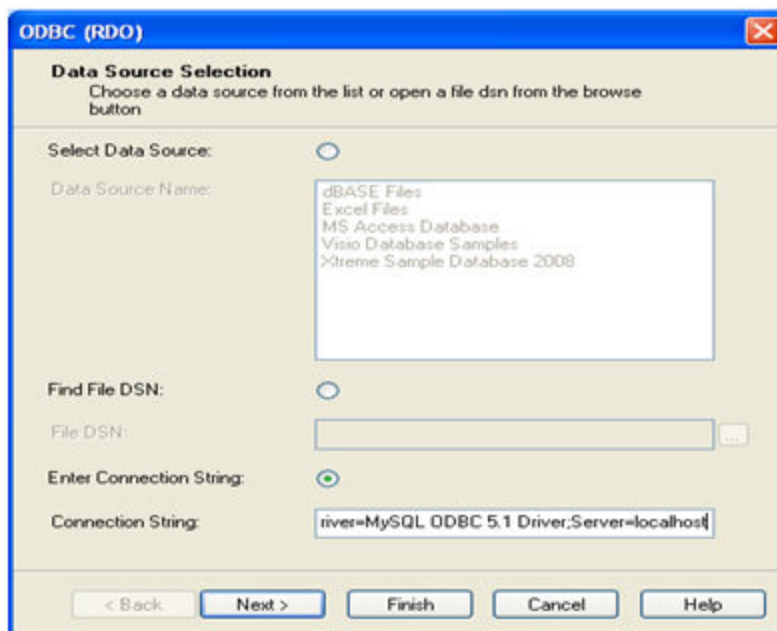 ODBC (RDO)
Data Source Selection
Choose a data source from the list or open a file dsn from the browse
button
Select Data Source:
Data Source Name:
dBASE Files
Excel Files
MS Access Database
Visio Database Samples
Xtreme Sample Database 2008
Find File DSN:
File DSN:
...
Enter Connection String:
Connection String:
river=MySQL ODBC 5.1 Driver;Server=localhost
< Back
Next >
Finish
Cancel
Help